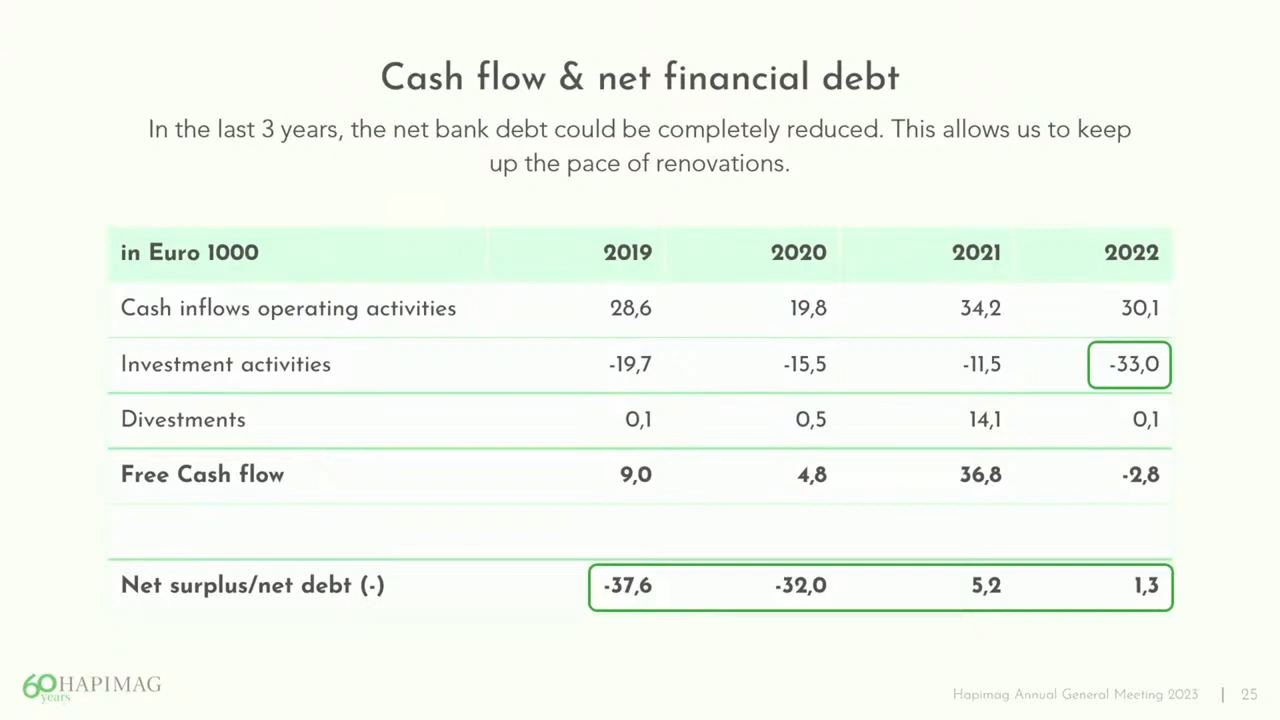 Cash flow & net financial debt
In the last 3 years, the net bank debt could be completely reduced. This allows us to keep
up the pace of renovations.
in Euro 1000 2019 2020 2021 2022
Cash inflows operating activities 28,6 19,8 34,2 30,1
Investment activities -19,7 -15,5 -11,5 -33,0
Divestments 0,1 0,5 14,1 0,1
Free Cash flow 9,0 4,8 36,8 -2,8
Net surplus/net debt (-) -37,6 -32,0 5,2 1,3
60 years HAPIMAG
Hapimag Annual General Meeting 2023 | 25